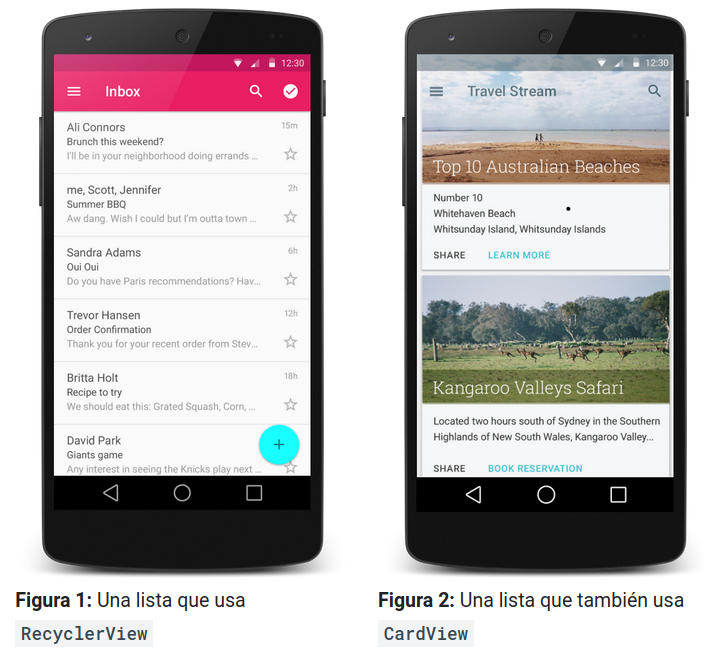 12:30
Inbox
Ali Connors 15m
Brunch this weekend?
I'll be in your neighborhood doing errands ...
me, Scott, Jennifer 2h
Summer BBQ
Aw dang. Wish I could but I'm outta town ...
Sandra Adams 6h
Oui Oui
Do you have Paris recommendations? Hav...
Trevor Hansen 12h
Order Confirmation
Thank you for your recent order from Stev...
Britta Holt 18h
Recipe to try
We should eat this: Grated Squash, Corn, ...
David Park
Giants game
Any interest in seeing the Knicks play next ...
Figura 1: Una lista que usa
RecyclerView
12:30
Travel Stream
Top 10 Australian Beaches
Number 10
Whitehaven Beach
Whitsunday Island, Whitsunday Islands
SHARE LEARN MORE
Kangaroo Valleys Safari
Located two hours south of Sydney in the Southern
Highlands of New South Wales, Kangaroo Valley...
SHARE BOOK RESERVATION
Figura 2: Una lista que también usa
CardView